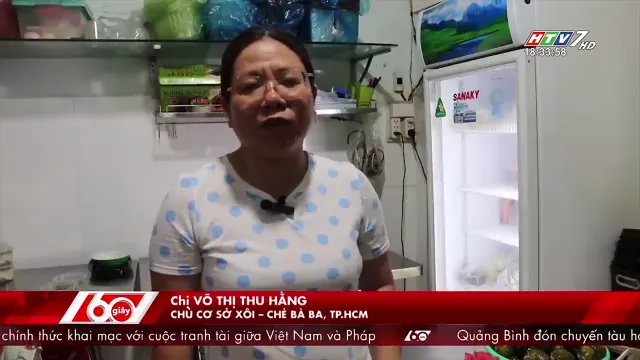 HTV7 HD
18:33:58
SANAKY
Chị VÕ THỊ THU HẰNG
CHỦ CƠ SỞ XÔI – CHÈ BÀ BA, TP.HCM
60 giây
chính thức khai mạc với cuộc tranh tài giữa Việt Nam và Pháp
60
Quảng Bình đón chuyến tàu h